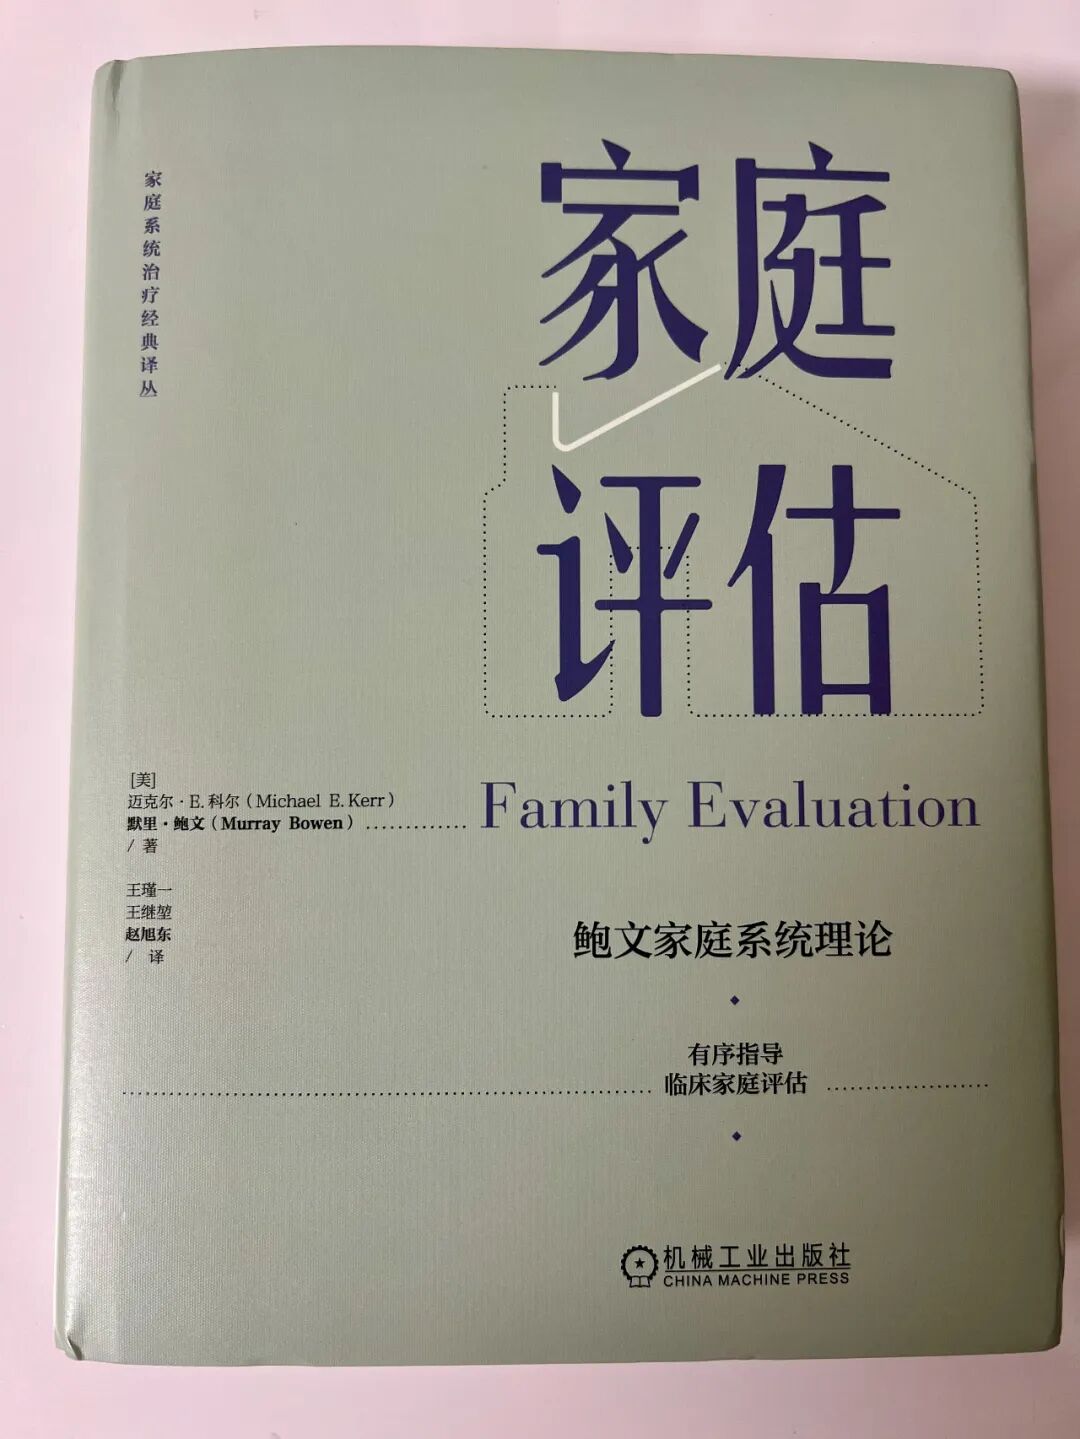 家庭系统治疗经典译丛
家庭
评估
Family Evaluation
[美]
迈克尔·E.科尔(Michael E.Kerr)
默里·鲍文(Murray Bowen)
/ 著
王瑾一
王继堃
赵旭东
/ 译
鲍文家庭系统理论
有序指导
临床家庭评估
机械工业出版社
CHINA MACHINE PRESS